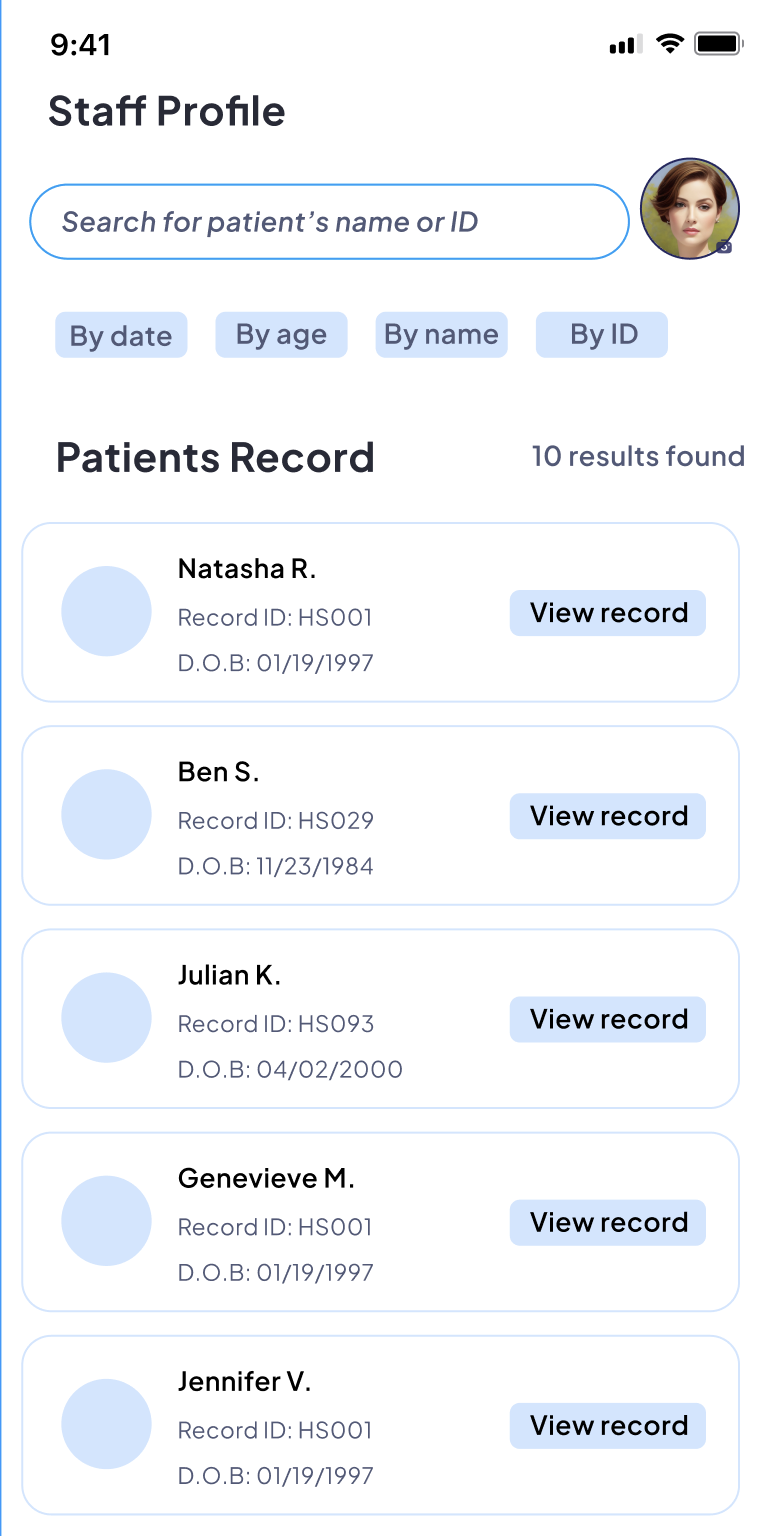 9:41
Staff Profile
Search for patient’s name or ID
By date By age By name By ID
Patients Record 10 results found
Natasha R.
Record ID: HS001
View record
D.O.B: 01/19/1997
Ben S.
Record ID: HS029
View record
D.O.B: 11/23/1984
Julian K.
Record ID: HS093
View record
D.O.B: 04/02/2000
Genevieve M.
Record ID: HS001
View record
D.O.B: 01/19/1997
Jennifer V.
Record ID: HS001
View record
D.O.B: 01/19/1997